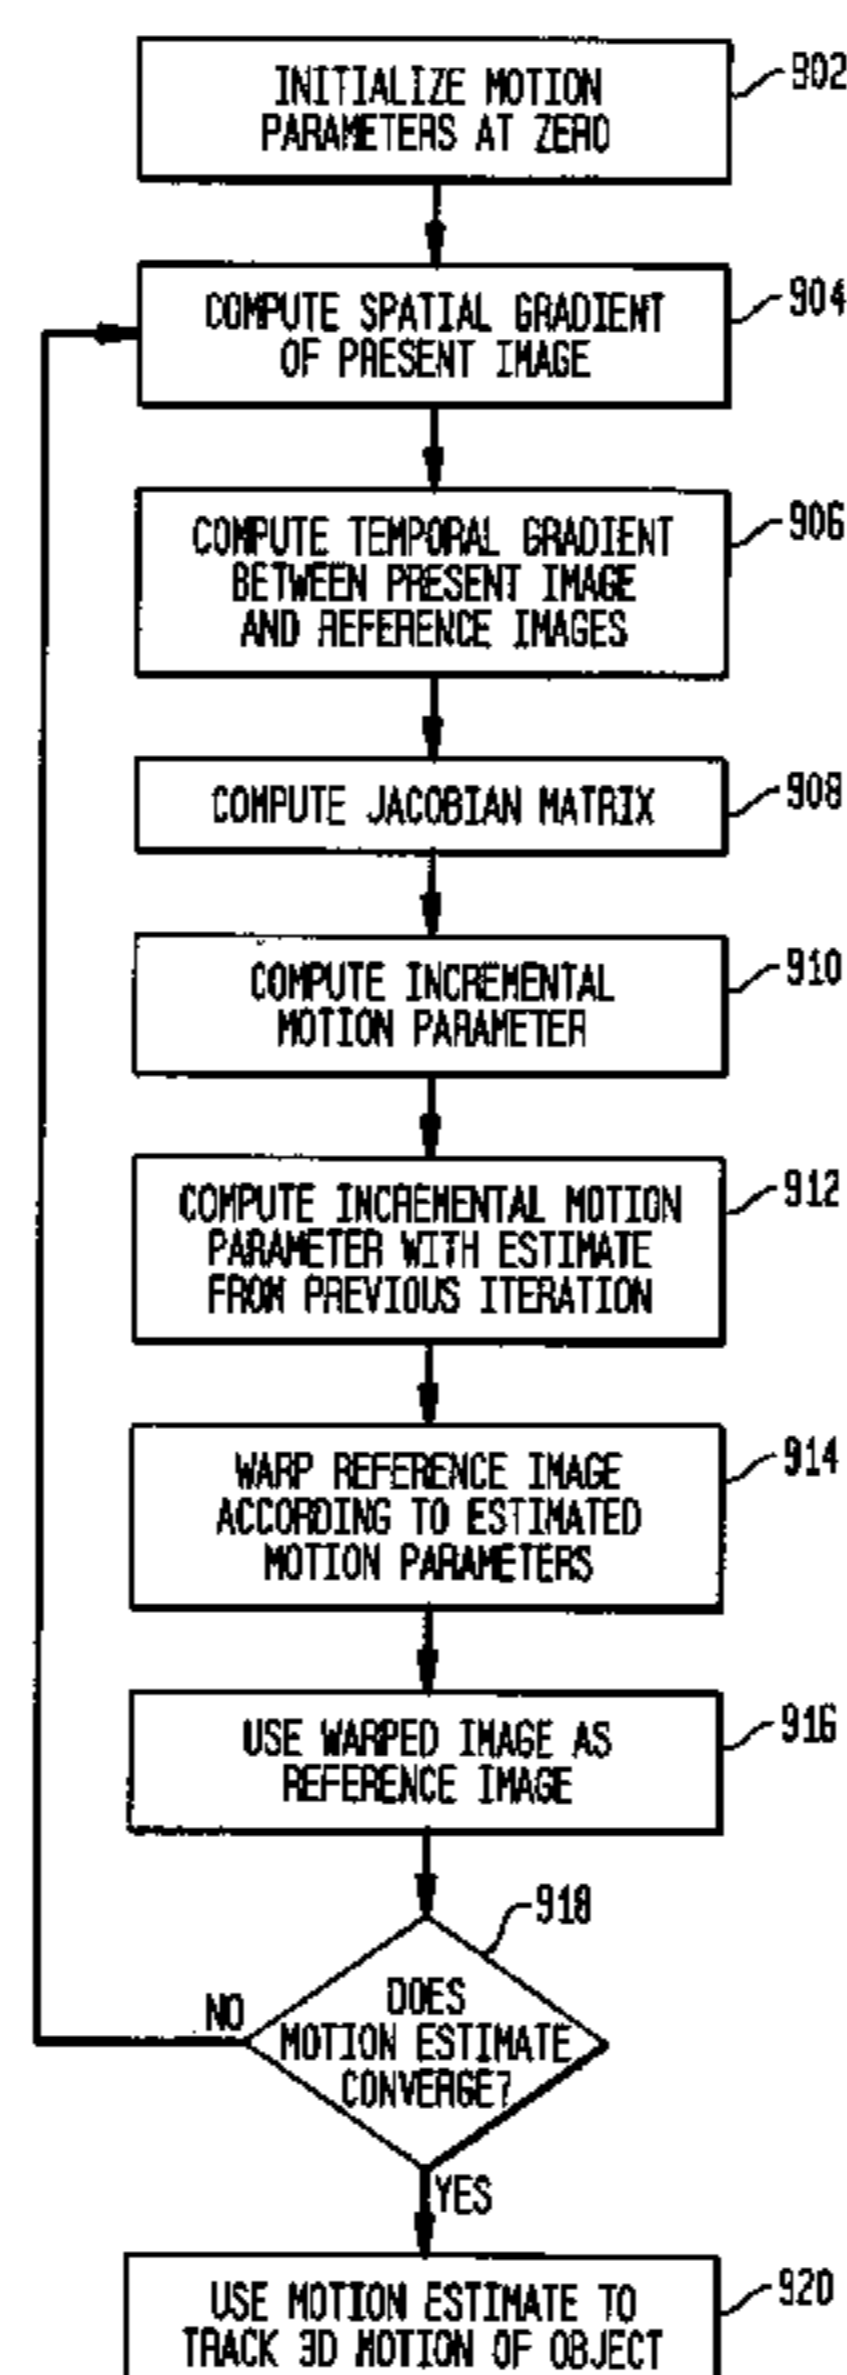 INITIALIZE MOTION
PARAMETERS AT ZERO
902
COMPUTE SPATIAL GRADIENT
OF PRESENT IMAGE
904
COMPUTE TEMPORAL GRADIENT
BETWEEN PRESENT IMAGE
AND REFERENCE IMAGES
906
COMPUTE JACOBIAN MATRIX
908
COMPUTE INCREMENTAL
MOTION PARAMETER
910
COMPUTE INCREMENTAL MOTION
PARAMETER WITH ESTIMATE
FROM PREVIOUS ITERATION
912
WARP REFERENCE IMAGE
ACCORDING TO ESTIMATED
MOTION PARAMETERS
914
USE WARPED IMAGE AS
REFERENCE IMAGE
916
918
NO
DOES
MOTION ESTIMATE
CONVERGE?
YES
USE MOTION ESTIMATE TO
TRACK 3D MOTION OF OBJECT
920